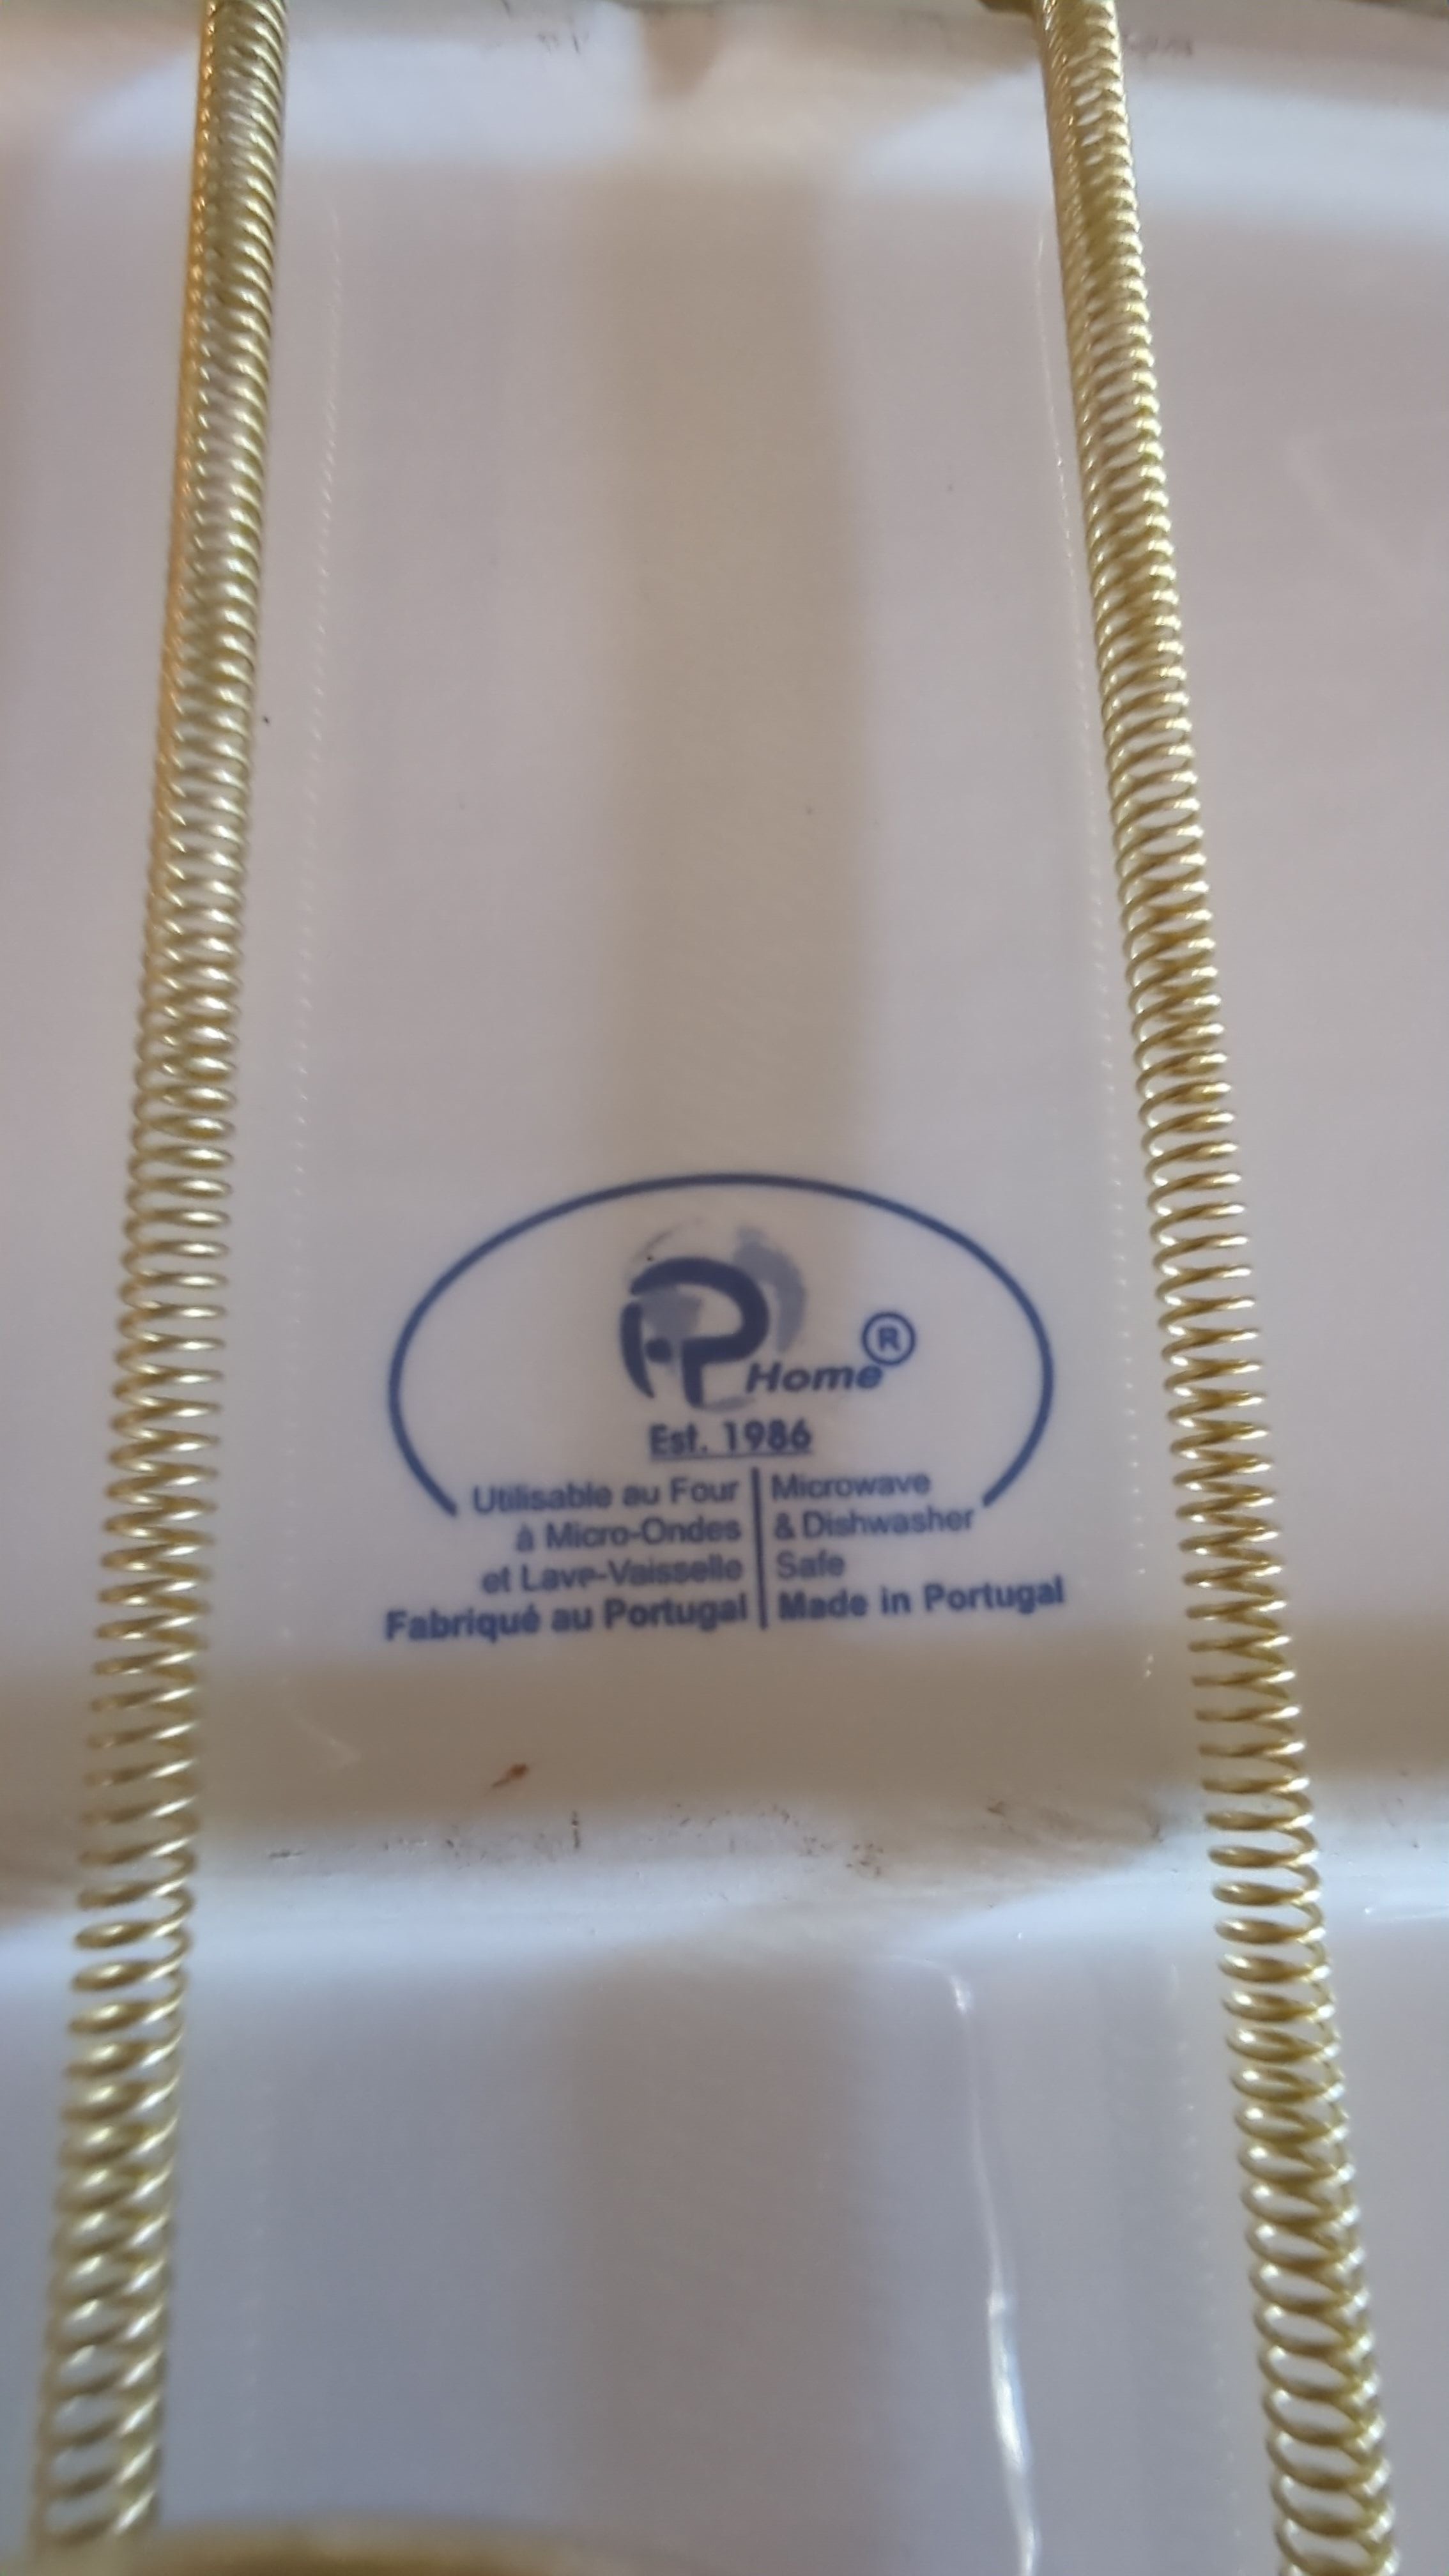 P Home®
Est. 1986
Utilisable au Four
à Micro-Ondes
et Lave-Vaisselle
Fabriqué au Portugal
Microwave
& Dishwasher
Safe
Made in Portugal